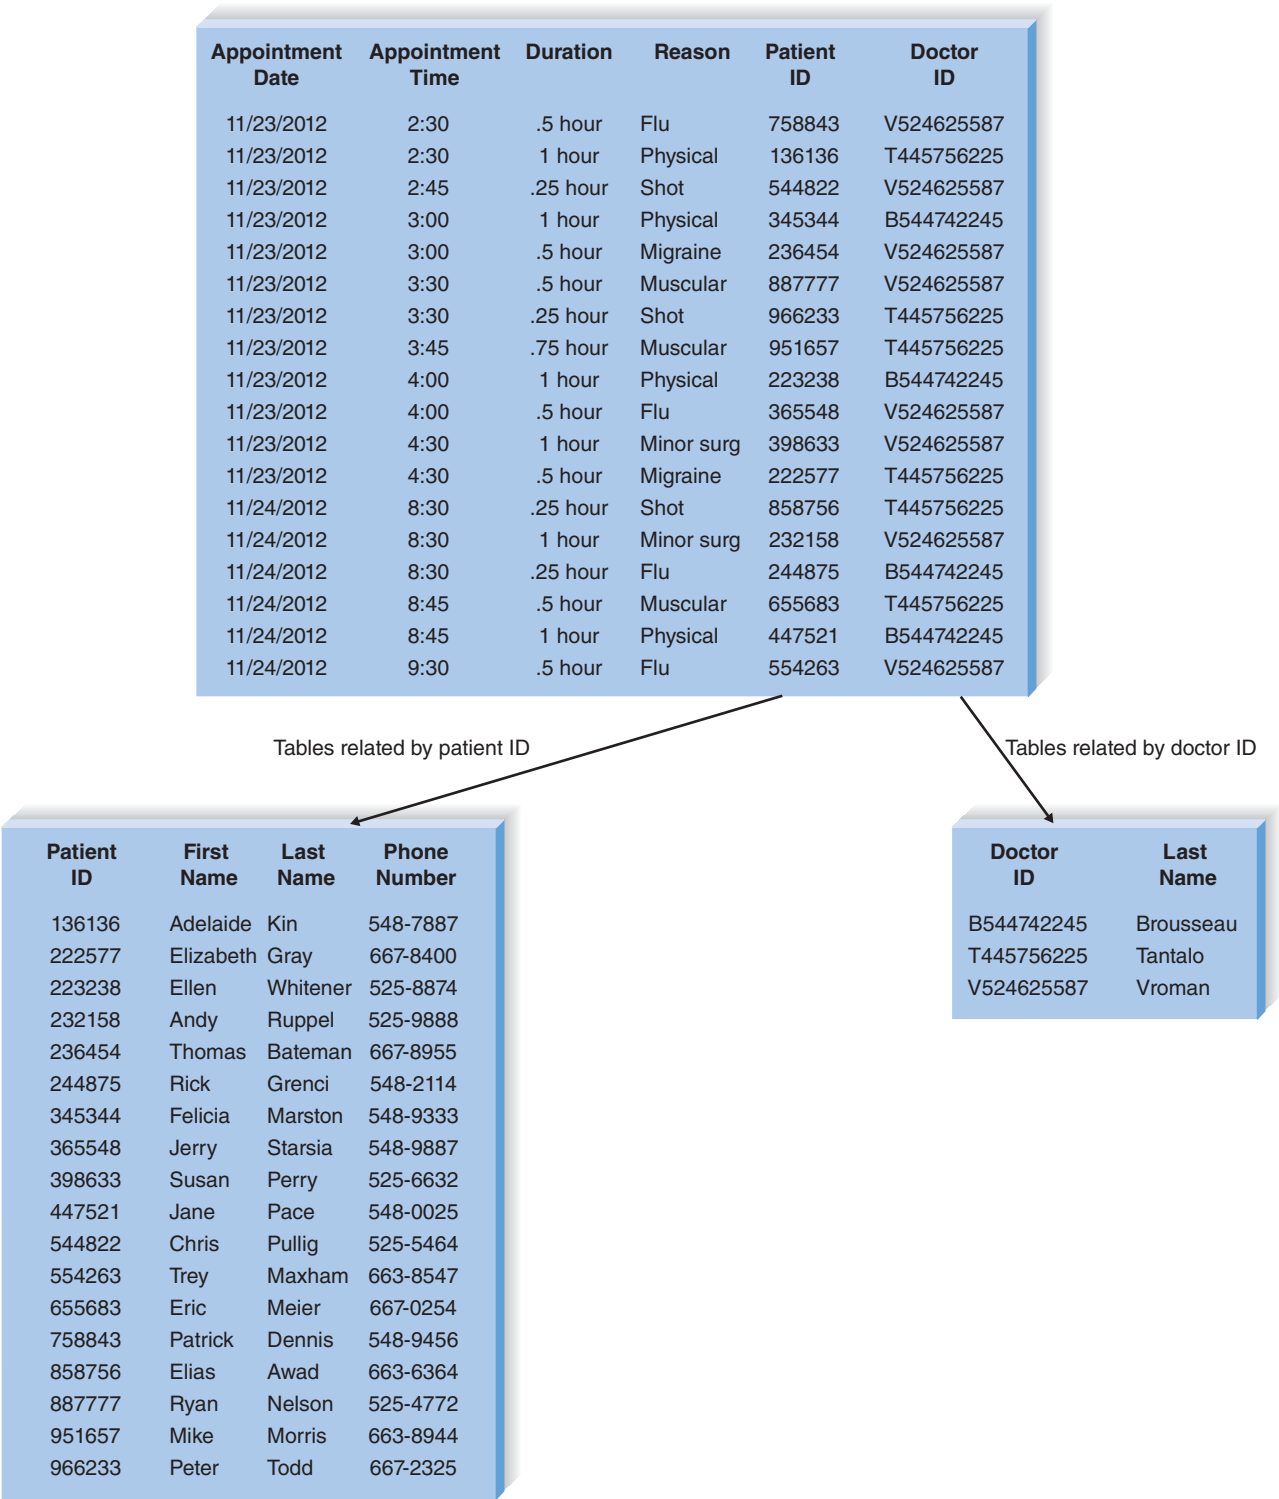 Appointment Date Appointment Time Duration Reason Patient ID Doctor ID
11/23/2012 2:30 .5 hour Flu 758843 V524625587
11/23/2012 2:30 1 hour Physical 136136 T445756225
11/23/2012 2:45 .25 hour Shot 544822 V524625587
11/23/2012 3:00 1 hour Physical 345344 B544742245
11/23/2012 3:00 .5 hour Migraine 236454 V524625587
11/23/2012 3:30 .5 hour Muscular 887777 V524625587
11/23/2012 3:30 .25 hour Shot 966233 T445756225
11/23/2012 3:45 .75 hour Muscular 951657 T445756225
11/23/2012 4:00 1 hour Physical 223238 B544742245
11/23/2012 4:00 .5 hour Flu 365548 V524625587
11/23/2012 4:30 1 hour Minor surg 398633 V524625587
11/23/2012 4:30 .5 hour Migraine 222577 T445756225
11/24/2012 8:30 .25 hour Shot 858756 T445756225
11/24/2012 8:30 1 hour Minor surg 232158 V524625587
11/24/2012 8:30 .25 hour Flu 244875 B544742245
11/24/2012 8:45 .5 hour Muscular 655683 T445756225
11/24/2012 8:45 1 hour Physical 447521 B544742245
11/24/2012 9:30 .5 hour Flu 554263 V524625587
Tables related by patient ID
Tables related by doctor ID
Patient ID First Name Last Name Phone Number
136136 Adelaide Kin 548-7887
222577 Elizabeth Gray 667-8400
223238 Ellen Whitener 525-8874
232158 Andy Ruppel 525-9888
236454 Thomas Bateman 667-8955
244875 Rick Grenci 548-2114
345344 Felicia Marston 548-9333
365548 Jerry Starsia 548-9887
398633 Susan Perry 525-6632
447521 Jane Pace 548-0025
544822 Chris Pullig 525-5464
554263 Trey Maxham 663-8547
655683 Eric Meier 667-0254
758843 Patrick Dennis 548-9456
858756 Elias Awad 663-6364
887777 Ryan Nelson 525-4772
951657 Mike Morris 663-8944
966233 Peter Todd 667-2325
Doctor ID Last Name
B544742245 Brousseau
T445756225 Tantalo
V524625587 Vroman